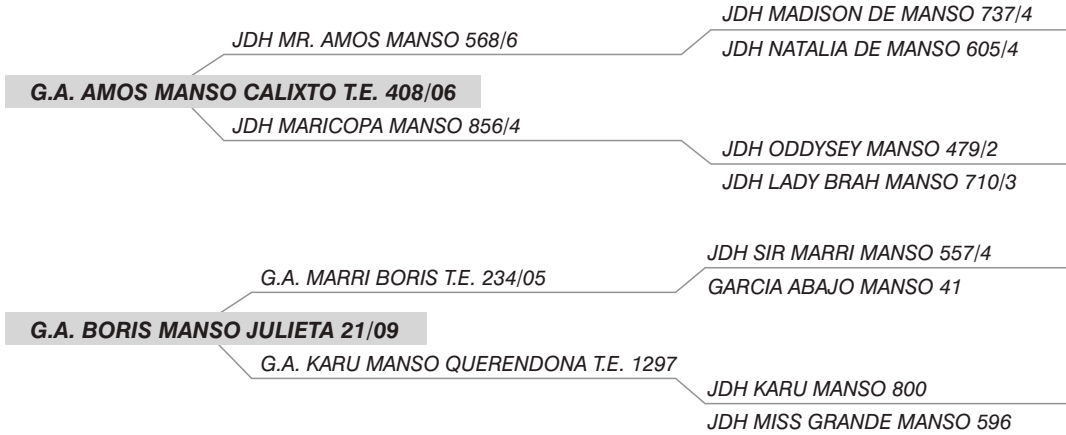 JDH MADISON DE MANSO 737/4
JDH MR. AMOS MANSO 568/6
JDH NATALIA DE MANSO 605/4
G.A. AMOS MANSO CALIXTO T.E. 408/06
JDH MARICOPA MANSO 856/4
JDH ODDYSEY MANSO 479/2
JDH LADY BRAH MANSO 710/3
JDH SIR MARRI MANSO 557/4
G.A. MARRI BORIS T.E. 234/05
GARCIA ABAJO MANSO 41
G.A. BORIS MANSO JULIETA 21/09
G.A. KARU MANSO QUERENDONA T.E. 1297
JDH KARU MANSO 800
JDH MISS GRANDE MANSO 596